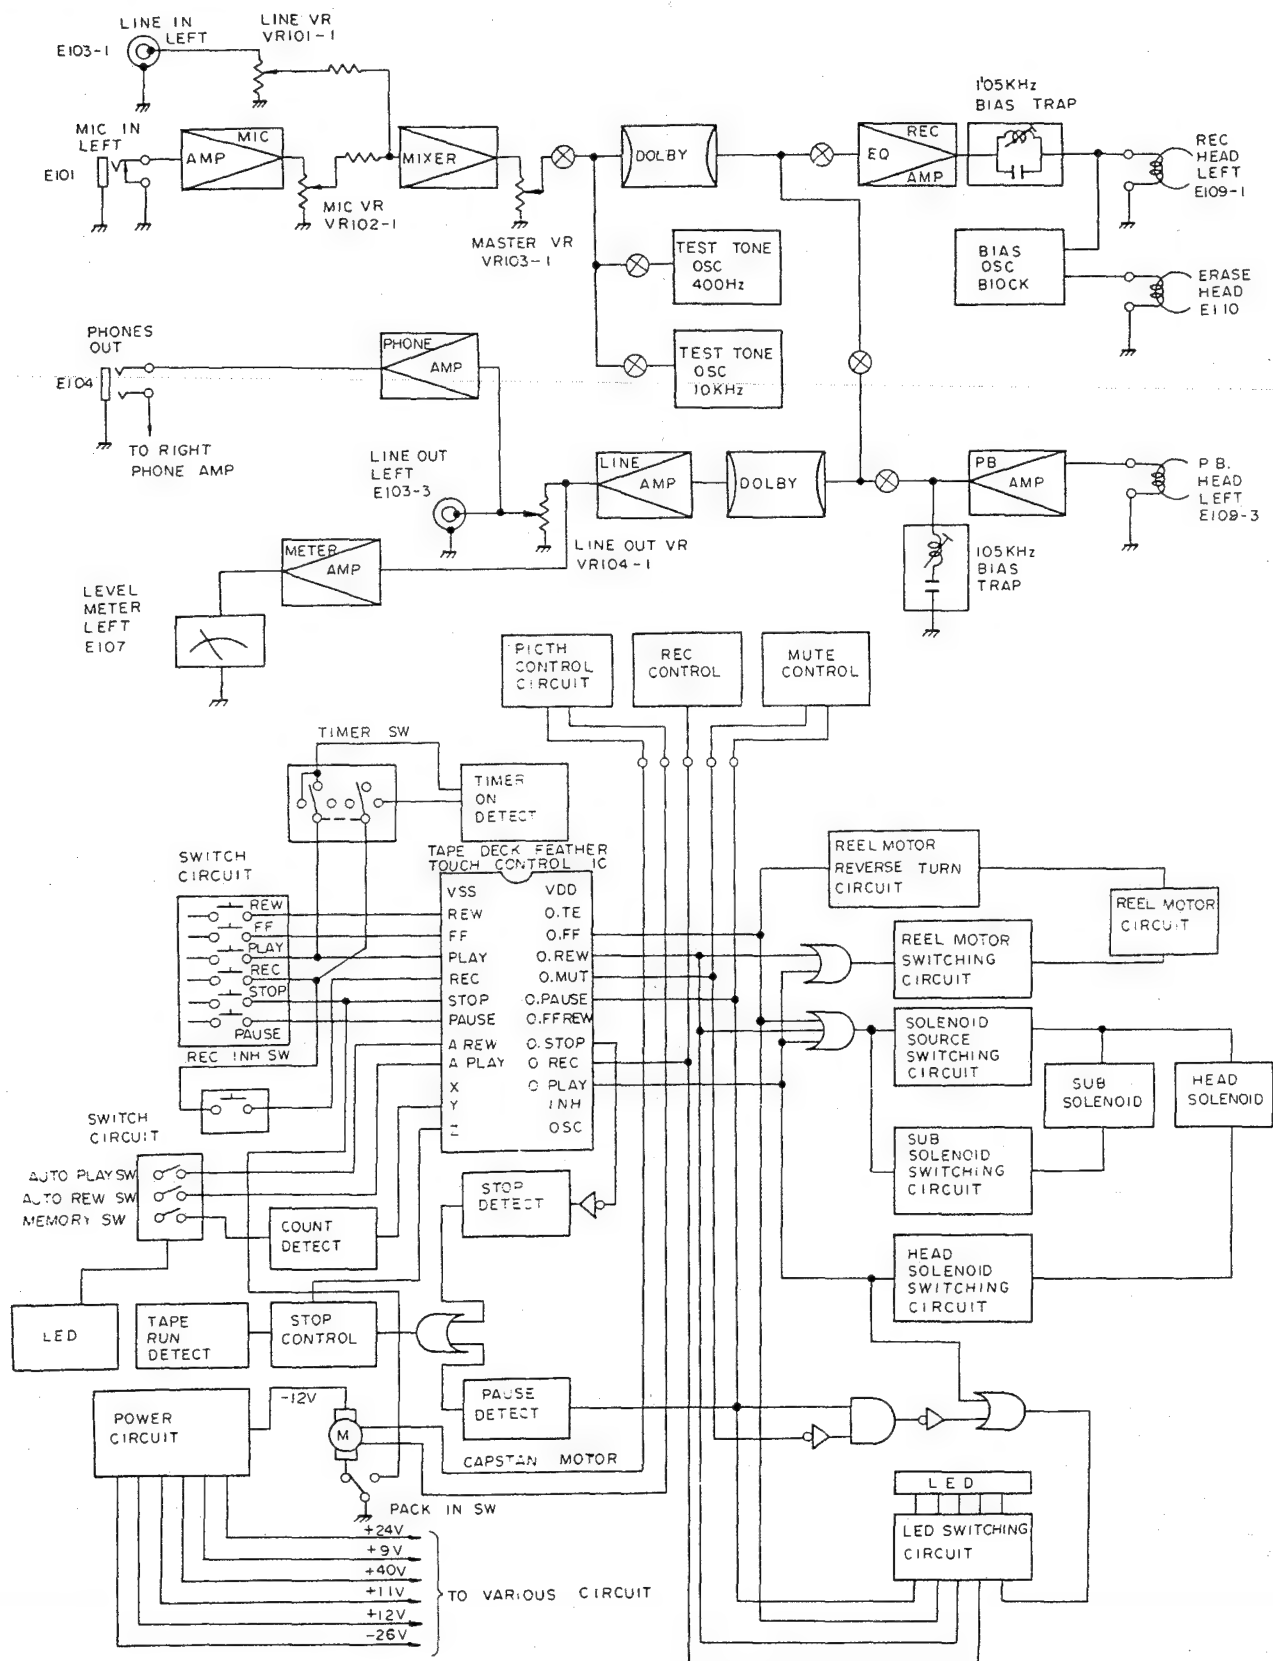 LINE IN
LEFT
E103-1
LINE VR
VR101-1
MIC IN
LEFT
E101
MIC
AMP
MIC VR
VR102-1
MIXER
MASTER VR
VR103-1
DOLBY
REC
EQ
AMP
105KHz
BIAS TRAP
REC
HEAD
LEFT
E109-1
TEST TONE
OSC
400Hz
BIAS
OSC
BlOCK
ERASE
HEAD
E110
TEST TONE
OSC
10KHz
PHONES
OUT
E104
TO RIGHT
PHONE AMP
PHONE
AMP
LINE OUT
LEFT
E103-3
LINE
AMP
DOLBY
PB
AMP
PB.
HEAD
LEFT
E109-3
LINE OUT VR
VR104-1
METER
AMP
105KHz
BIAS
TRAP
LEVEL
METER
LEFT
E107
PICTH
CONTROL
CIRCUIT
REC
CONTROL
MUTE
CONTROL
TIMER SW
TIMER
ON
DETECT
SWITCH
CIRCUIT
REW
FF
PLAY
REC
STOP
PAUSE
REC INH SW
TAPE DECK FEATHER
TOUCH CONTROL IC
VSS VDD
REW O.TE
FF O.FF
PLAY O.REW
REC O.MUT
STOP O.PAUSE
PAUSE O.FFREW
A REW O.STOP
A PLAY O REC
X O PLAY
Y INH
Z OSC
REEL MOTOR
REVERSE TURN
CIRCUIT
REEL MOTOR
CIRCUIT
REEL MOTOR
SWITCHING
CIRCUIT
SOLENOID
SOURCE
SWITCHING
CIRCUIT
SUB
SOLENOID
HEAD
SOLENOID
SUB
SOLENOID
SWITCHING
CIRCUIT
HEAD
SOLENOID
SWITCHING
CIRCUIT
SWITCH
CIRCUIT
AUTO PLAY SW
AUTO REW SW
MEMORY SW
COUNT
DETECT
STOP
DETECT
LED
TAPE
RUN
DETECT
STOP
CONTROL
PAUSE
DETECT
POWER
CIRCUIT
-12V
M
CAPSTAN MOTOR
PACK IN SW
+24V
+9V
+40V
+11V
+12V
-26V
TO VARIOUS CIRCUIT
LED
LED SWITCHING
CIRCUIT